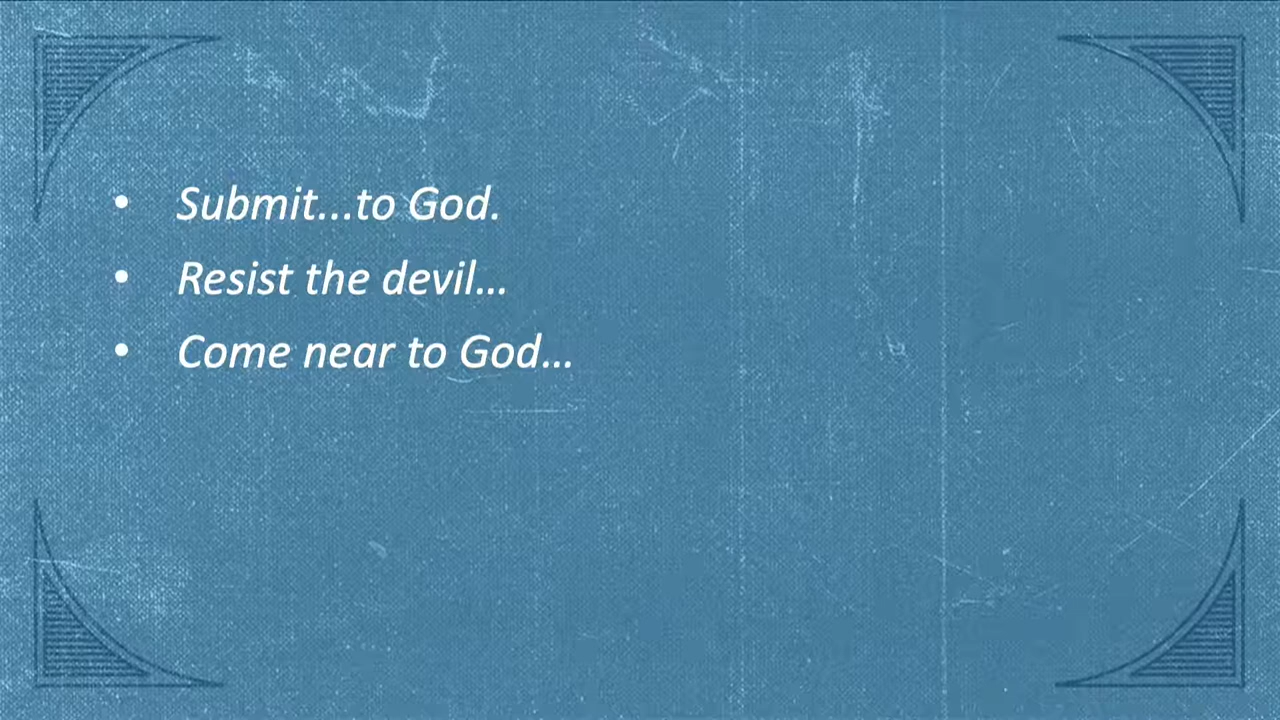 • Submit...to God.
• Resist the devil…
• Come near to God…